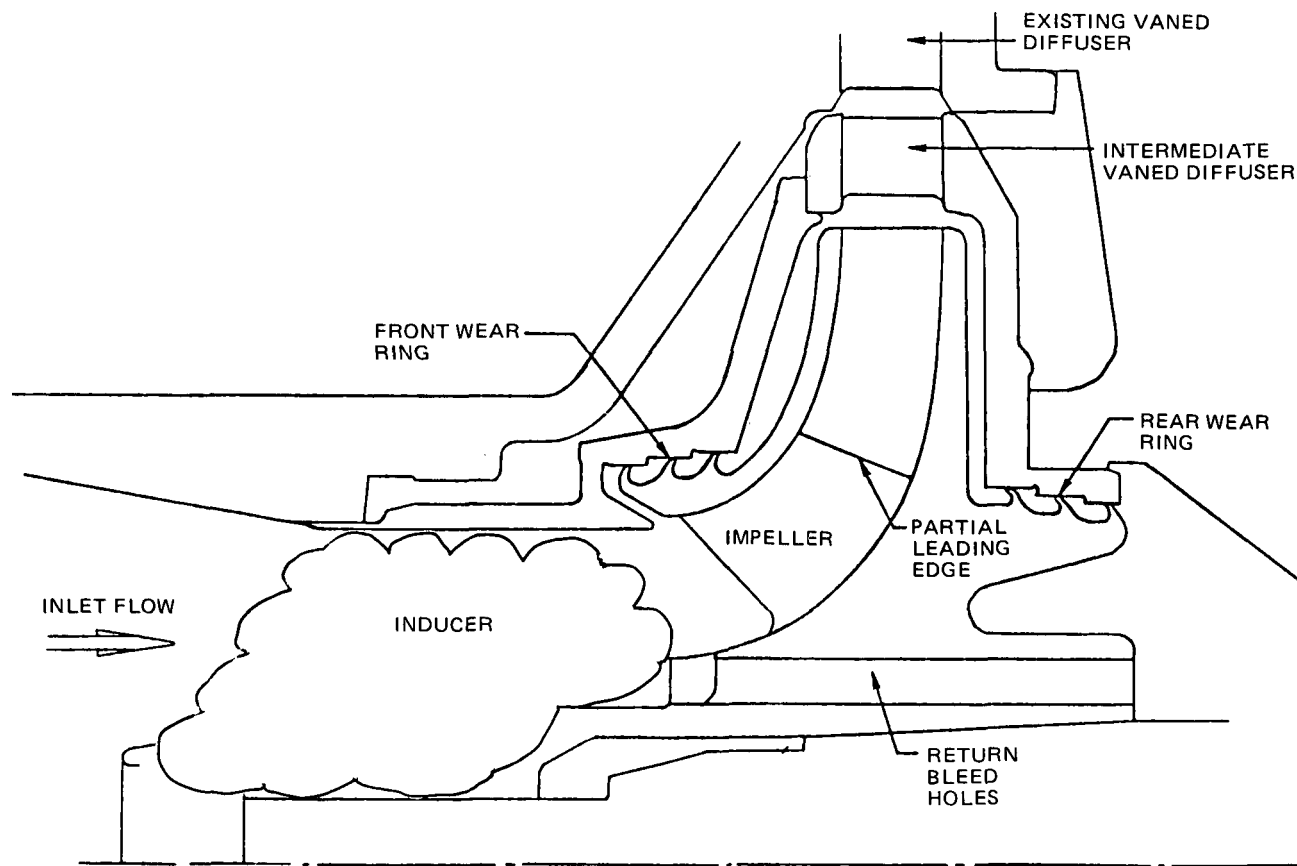 EXISTING VANED
DIFFUSER
INTERMEDIATE
VANED DIFFUSER
FRONT WEAR
RING
REAR WEAR
RING
IMPELLER
PARTIAL
LEADING
EDGE
INLET FLOW
INDUCER
RETURN
BLEED
HOLES